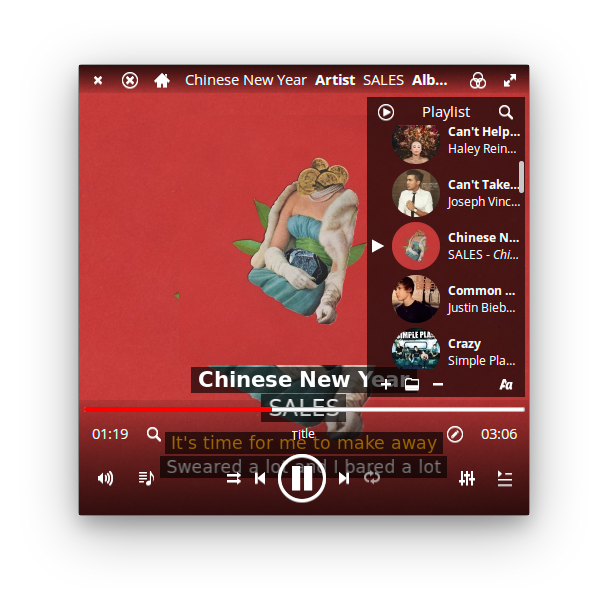 Chinese New Year Artist SALES Alb...
Playlist
Can't Help...
Haley Rein...
Can't Take...
Joseph Vinc...
Chinese N...
SALES - Chi...
Common ...
Justin Bieb...
SIMPLE PLA
Crazy
Simple Pla...
Aa
Chinese New Year
SALES
01:19 Title 03:06
It's time for me to make away
Sweared a lot and I bared a lot